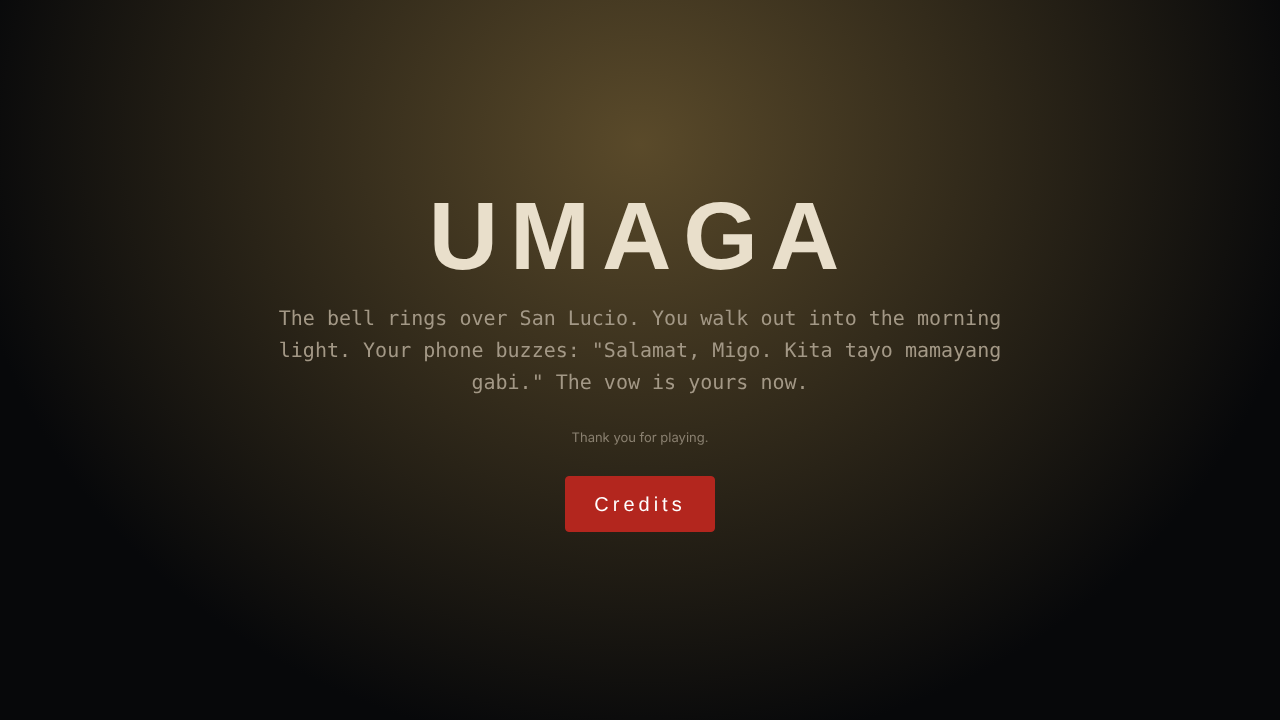 UMAGA
The bell rings over San Lucio. You walk out into the morning
light. Your phone buzzes: "Salamat, Migo. Kita tayo mamayang
gabi." The vow is yours now.
Thank you for playing.
Credits